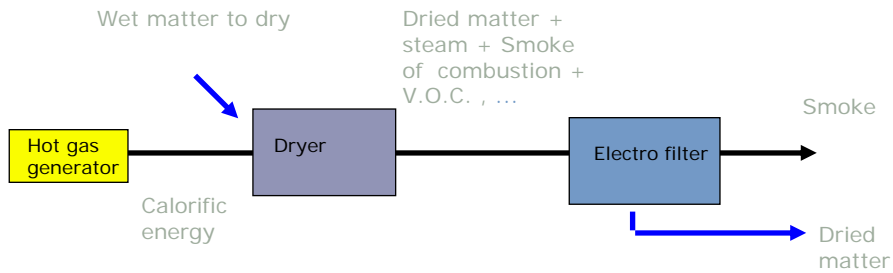 Wet matter to dry
Dried matter +
steam + Smoke
of combustion +
V.O.C. , ...
Smoke
Hot gas
generator
Dryer
Electro filter
Calorific
energy
Dried
matter